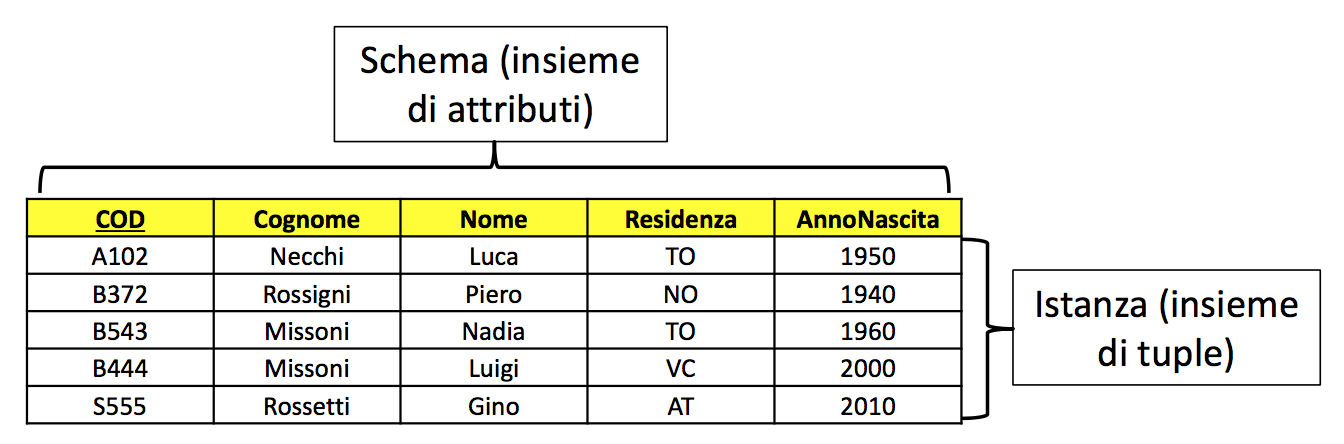 Schema (insieme
di attributi)
COD Cognome Nome Residenza AnnoNascita
A102 Necchi Luca TO 1950
B372 Rossigni Piero NO 1940
B543 Missoni Nadia TO 1960
B444 Missoni Luigi VC 2000
S555 Rossetti Gino AT 2010
Istanza (insieme
di tuple)